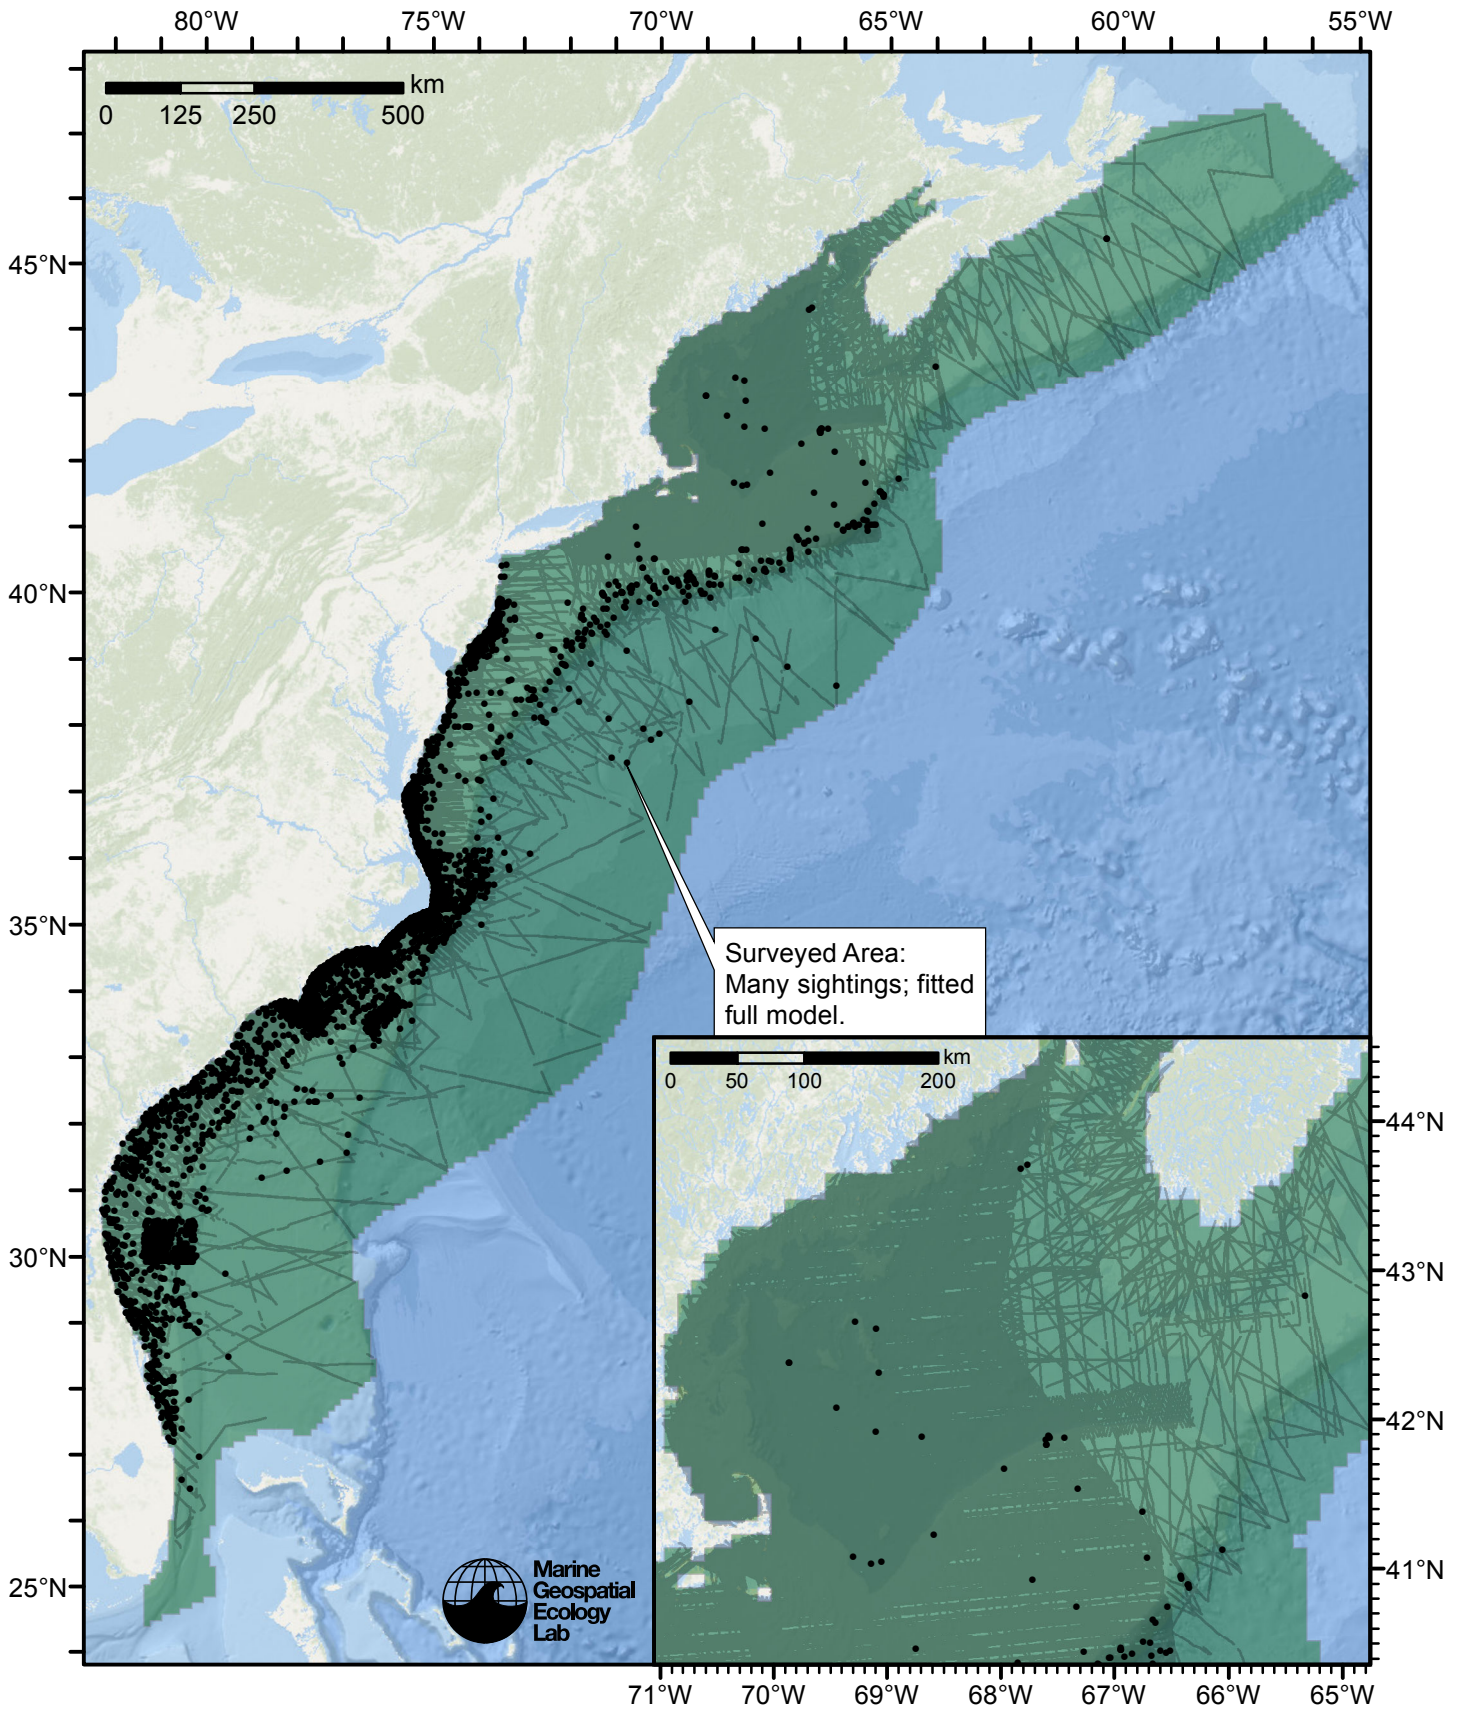 80°W 75°W 70°W 65°W 60°W 55°W
km
0 125 250 500
45°N
40°N
35°N
30°N
25°N
Surveyed Area:
Many sightings; fitted
full model.
km
0 50 100 200
44°N
43°N
42°N
41°N
Marine
Geospatial
Ecology
Lab
71°W 70°W 69°W 68°W 67°W 66°W 65°W